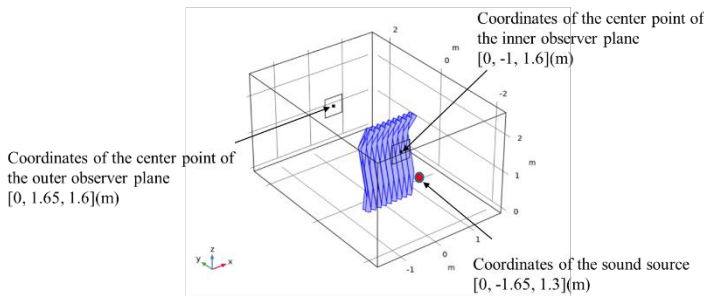 Coordinates of the center point of
the inner observer plane
[0, -1, 1.6](m)
2
m
0
-2
2
m
1
0
Coordinates of the center point of
the outer observer plane
[0, 1.65, 1.6](m)
1
0
m
-1
z
y
x
Coordinates of the sound source
[0, -1.65, 1.3](m)